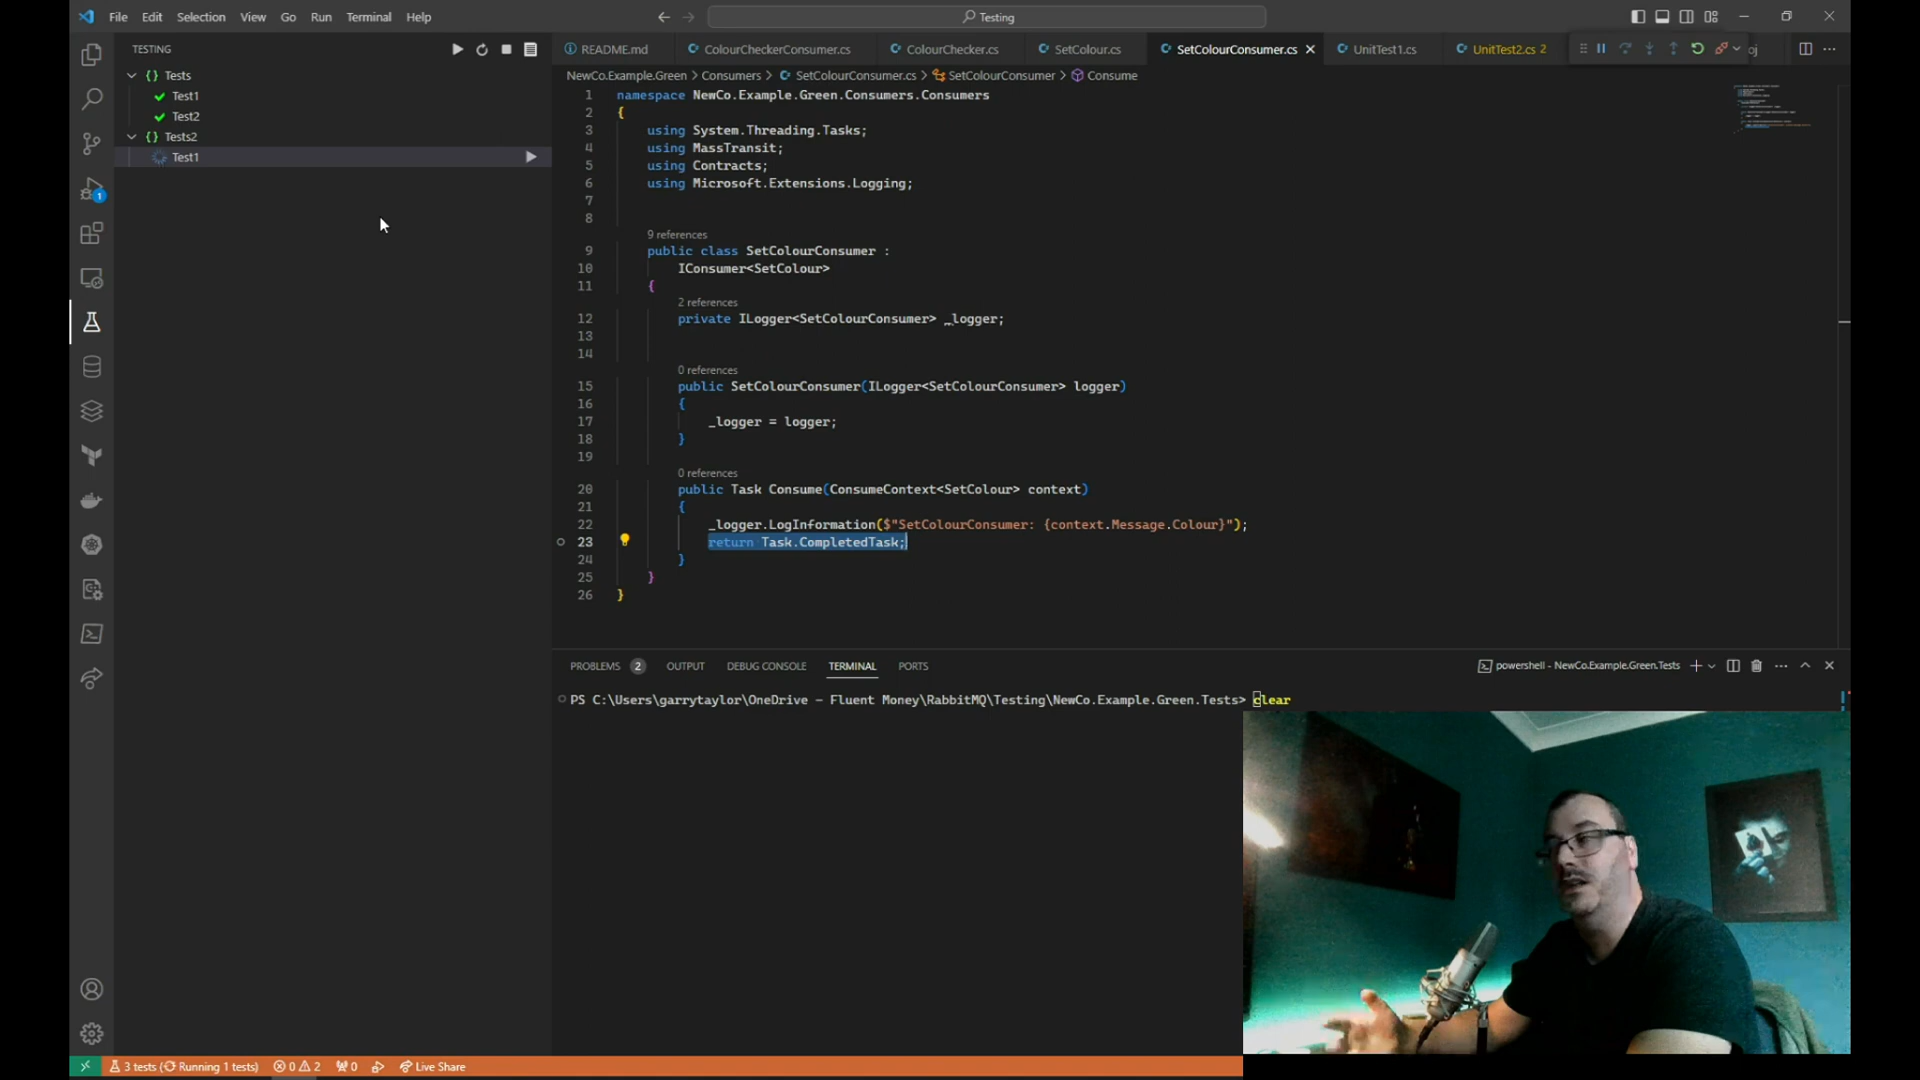 File Edit Selection View Go Run Terminal Help
Testing
TESTING
README.md
ColourCheckerConsumer.cs
ColourChecker.cs
SetColour.cs
SetColourConsumer.cs
UnitTest1.cs
UnitTest2.cs 2
oj
{} Tests
Test1
Test2
{} Tests2
Test1
1
NewCo.Example.Green > Consumers > SetColourConsumer.cs > SetColourConsumer > Consume
1 namespace NewCo.Example.Green.Consumers.Consumers
2 {
3 using System.Threading.Tasks;
4 using MassTransit;
5 using Contracts;
6 using Microsoft.Extensions.Logging;
7
8
9 references
9 public class SetColourConsumer :
10 IConsumer<SetColour>
11 {
2 references
12 private ILogger<SetColourConsumer> _logger;
13
14
0 references
15 public SetColourConsumer(ILogger<SetColourConsumer> logger)
16 {
17 _logger = logger;
18 }
19
0 references
20 public Task Consume(ConsumeContext<SetColour> context)
21 {
22 _logger.LogInformation($"SetColourConsumer: {context.Message.Colour}");
23 return Task.CompletedTask;
24 }
25 }
26 }
PROBLEMS 2 OUTPUT DEBUG CONSOLE TERMINAL PORTS
powershell - NewCo.Example.Green.Tests
PS C:\Users\garrytaylor\OneDrive - Fluent Money\RabbitMQ\Testing\NewCo.Example.Green.Tests> clear
3 tests (Running 1 tests) 0 2 0 Live Share